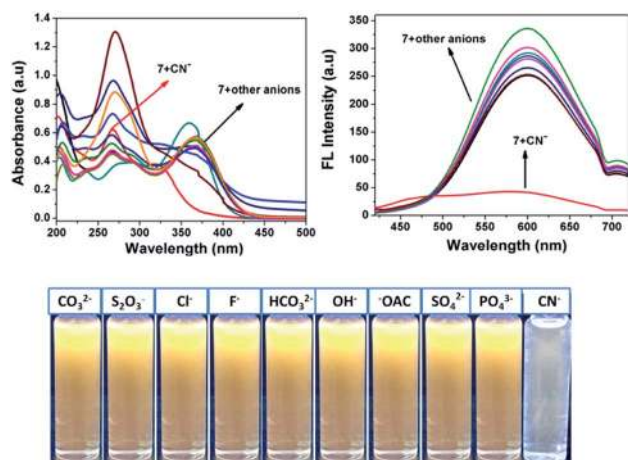 1.4
1.2
1.0
0.8
0.6
0.4
0.2
0.0
Absorbance (a.u)
7+CN⁻
7+other anions
200 250 300 350 400 450 500
Wavelength (nm)
350
300
250
200
150
100
50
0
FL Intensity (a.u)
7+other anions
7+CN⁻
450 500 550 600 650 700
Wavelength (nm)
CO₃²⁻ S₂O₃⁻ Cl⁻ F⁻ HCO₃²⁻ OH⁻ ⁻OAC SO₄²⁻ PO₄³⁻ CN⁻